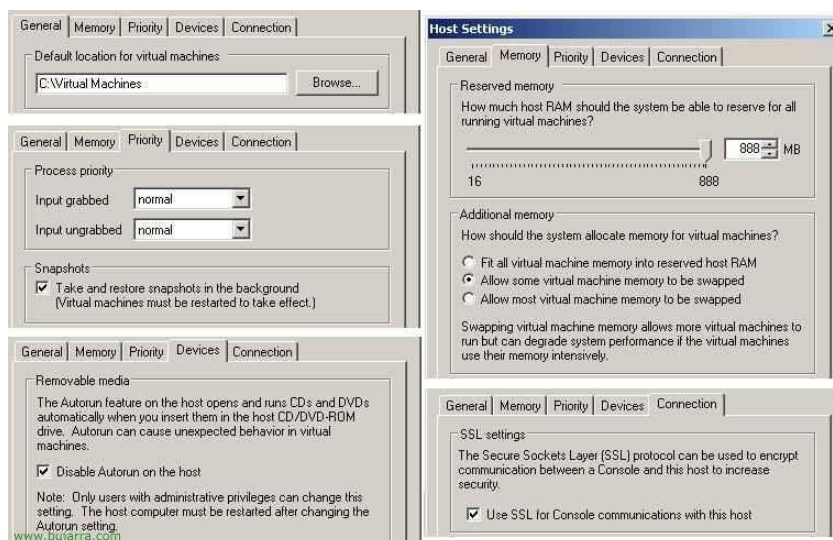 General Memory Priority Devices Connection
Default location for virtual machines
C:\Virtual Machines Browse...
General Memory Priority Devices Connection
Process priority
Input grabbed normal
Input ungrabbed normal
Snapshots
Take and restore snapshots in the background
(Virtual machines must be restarted to take effect.)
General Memory Priority Devices Connection
Removable media
The Autorun feature on the host opens and runs CDs and DVDs
automatically when you insert them in the host CD/DVD-ROM
drive. Autorun can cause unexpected behavior in virtual
machines.
Disable Autorun on the host
Note: Only users with administrative privileges can change this
setting. The host computer must be restarted after changing the
Autorun setting.
www.bujarra.com
Host Settings
General Memory Priority Devices Connection
Reserved memory
How much host RAM should the system be able to reserve for all
running virtual machines?
888 MB
16 888
Additional memory
How should the system allocate memory for virtual machines?
Fit all virtual machine memory into reserved host RAM
Allow some virtual machine memory to be swapped
Allow most virtual machine memory to be swapped
Swapping virtual machine memory allows more virtual machines to
run but can degrade system performance if the virtual machines
use their memory intensively.
General Memory Priority Devices Connection
SSL settings
The Secure Sockets Layer (SSL) protocol can be used to encrypt
communication between a Console and this host to increase
security.
Use SSL for Console communications with this host